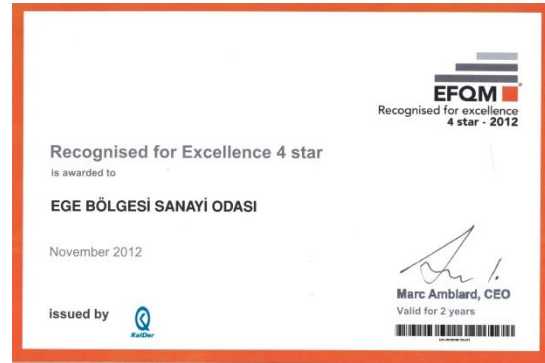 EFQM
Recognised for excellence
4 star - 2012
Recognised for Excellence 4 star
is awarded to
EGE BÖLGESİ SANAYİ ODASI
November 2012
Marc Amblard, CEO
Valid for 2 years
issued by
KalDer